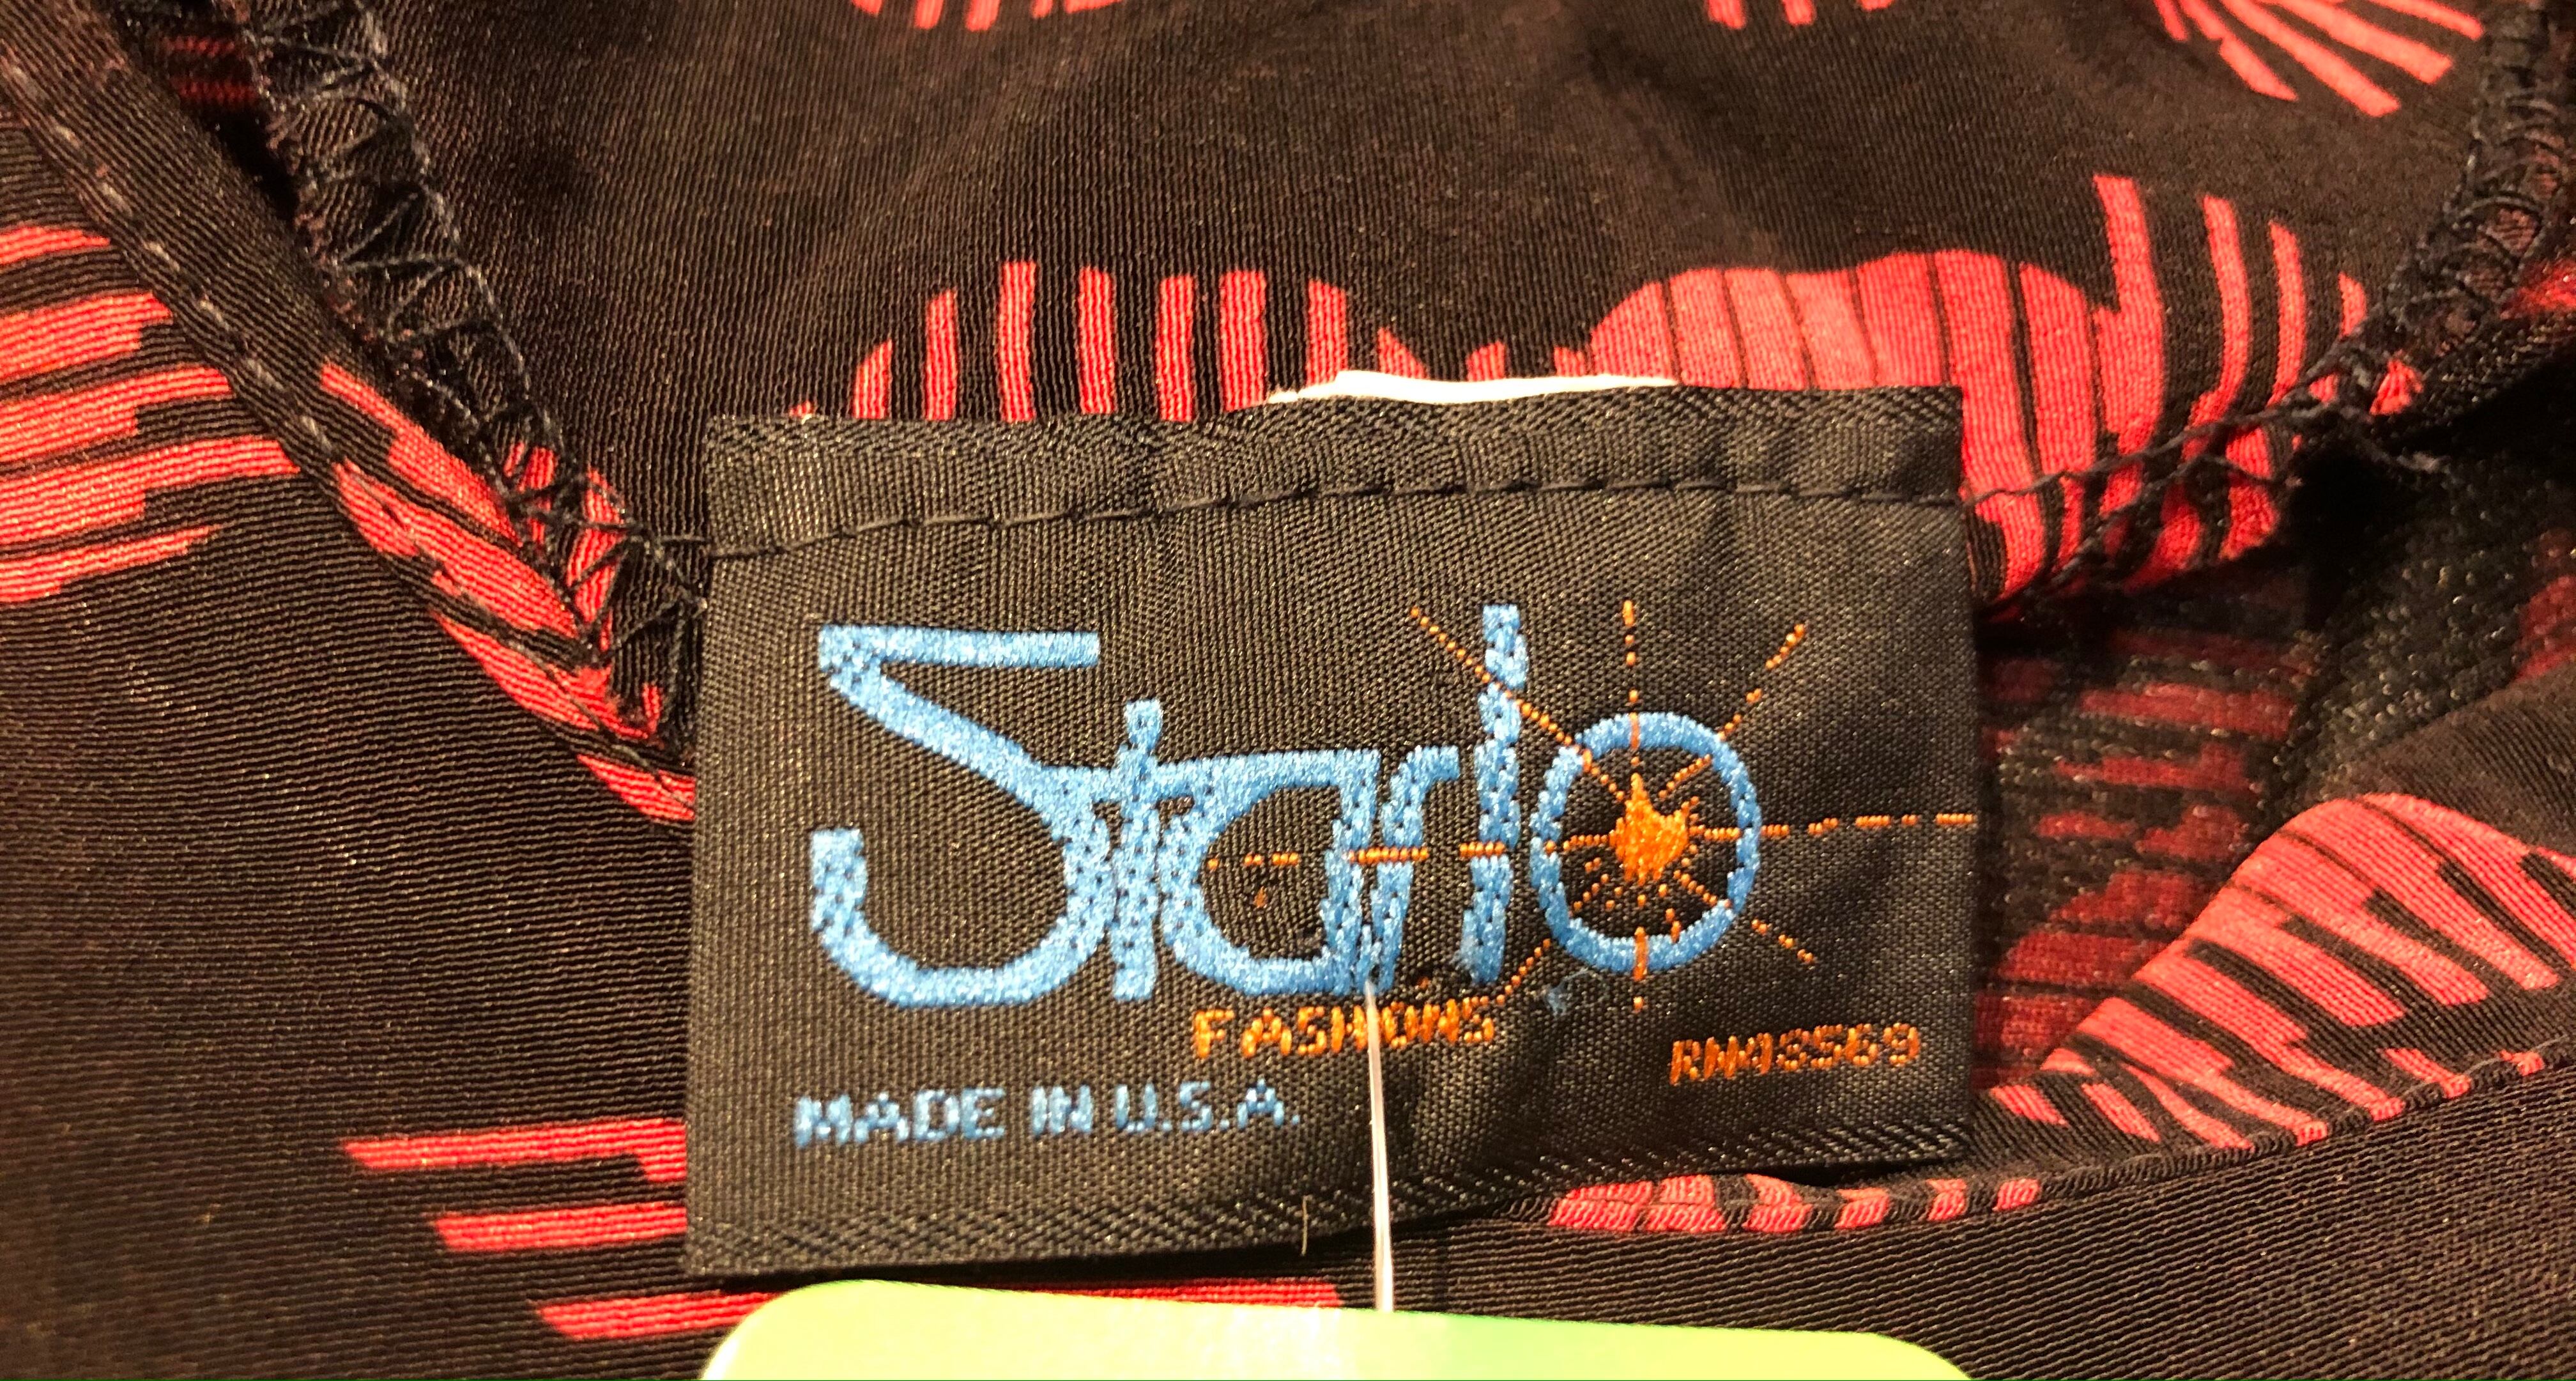 Starlo
FASHIONS
RN43569
MADE IN U.S.A.